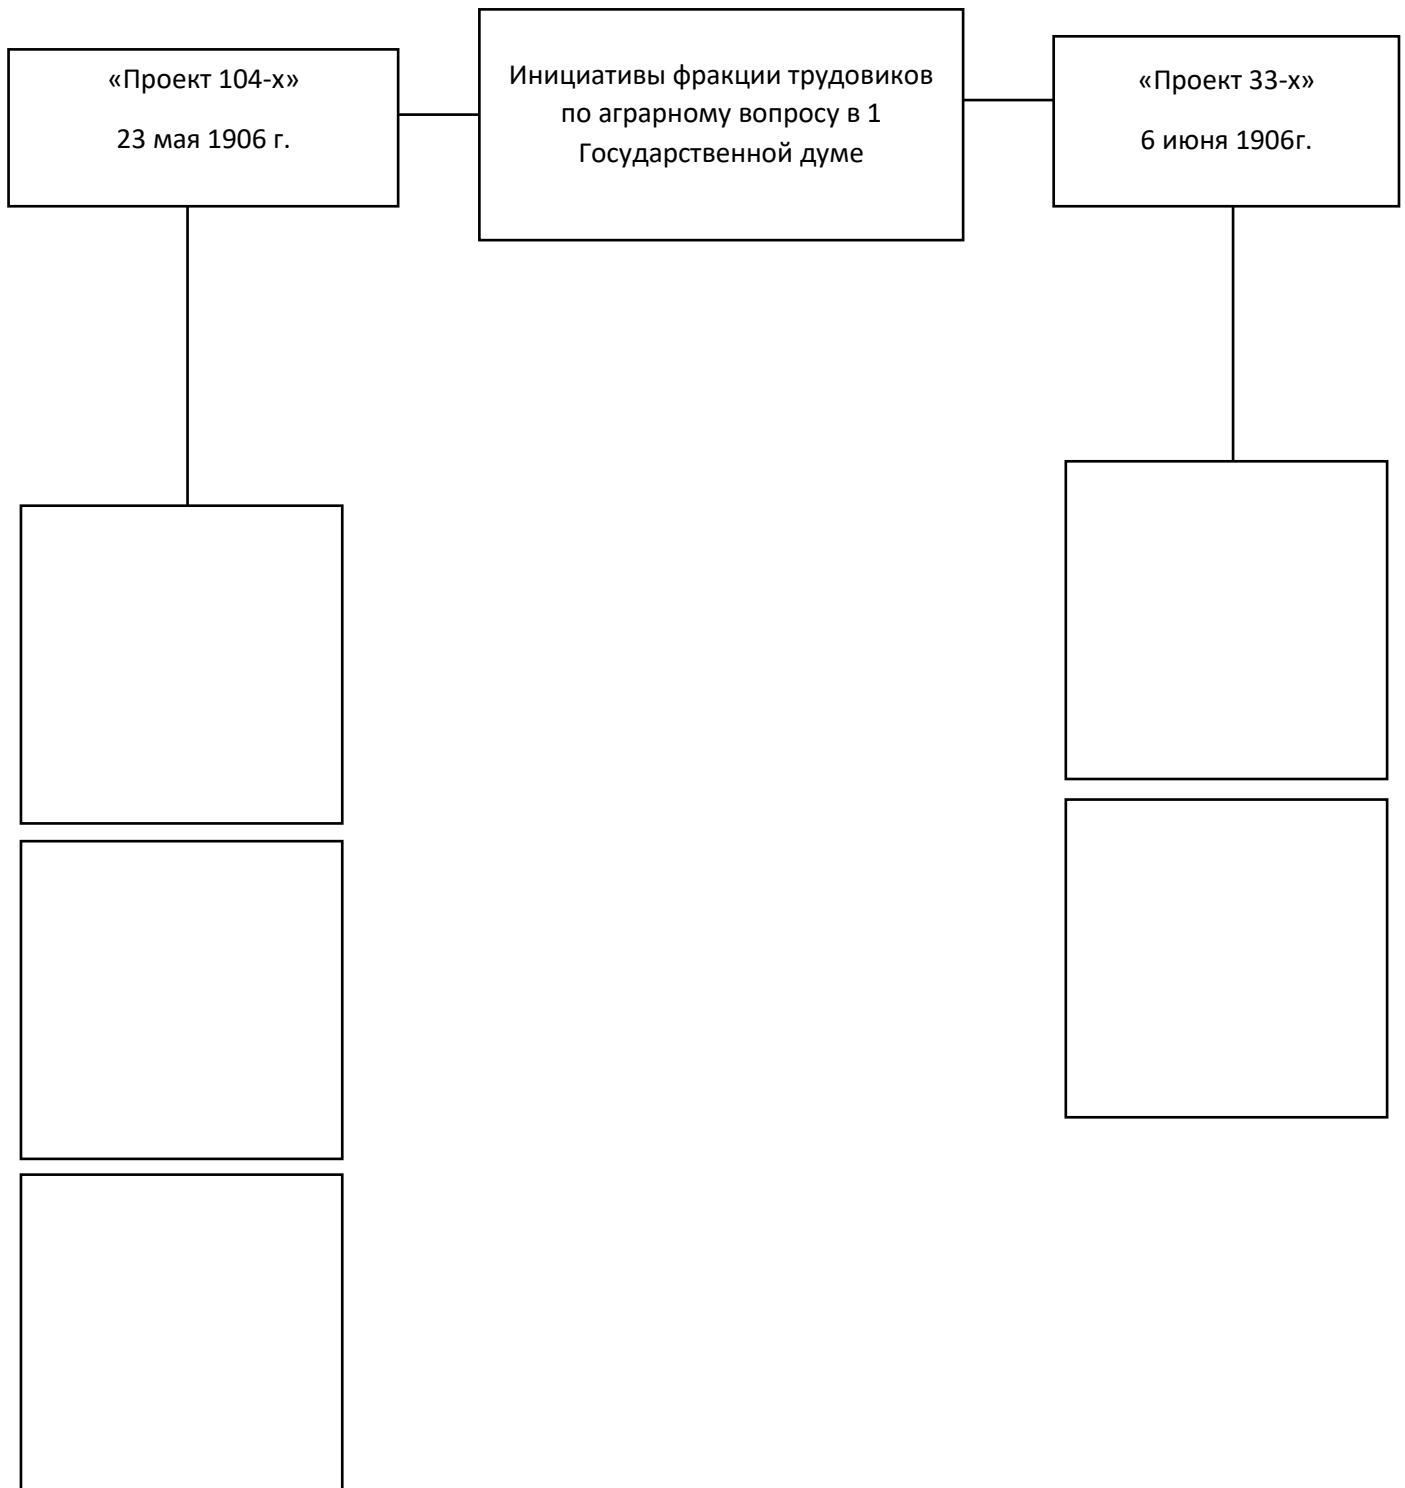 «Проект 104-х»
23 мая 1906 г.
Инициативы фракции трудовиков
по аграрному вопросу в 1
Государственной думе
«Проект 33-х»
6 июня 1906г.